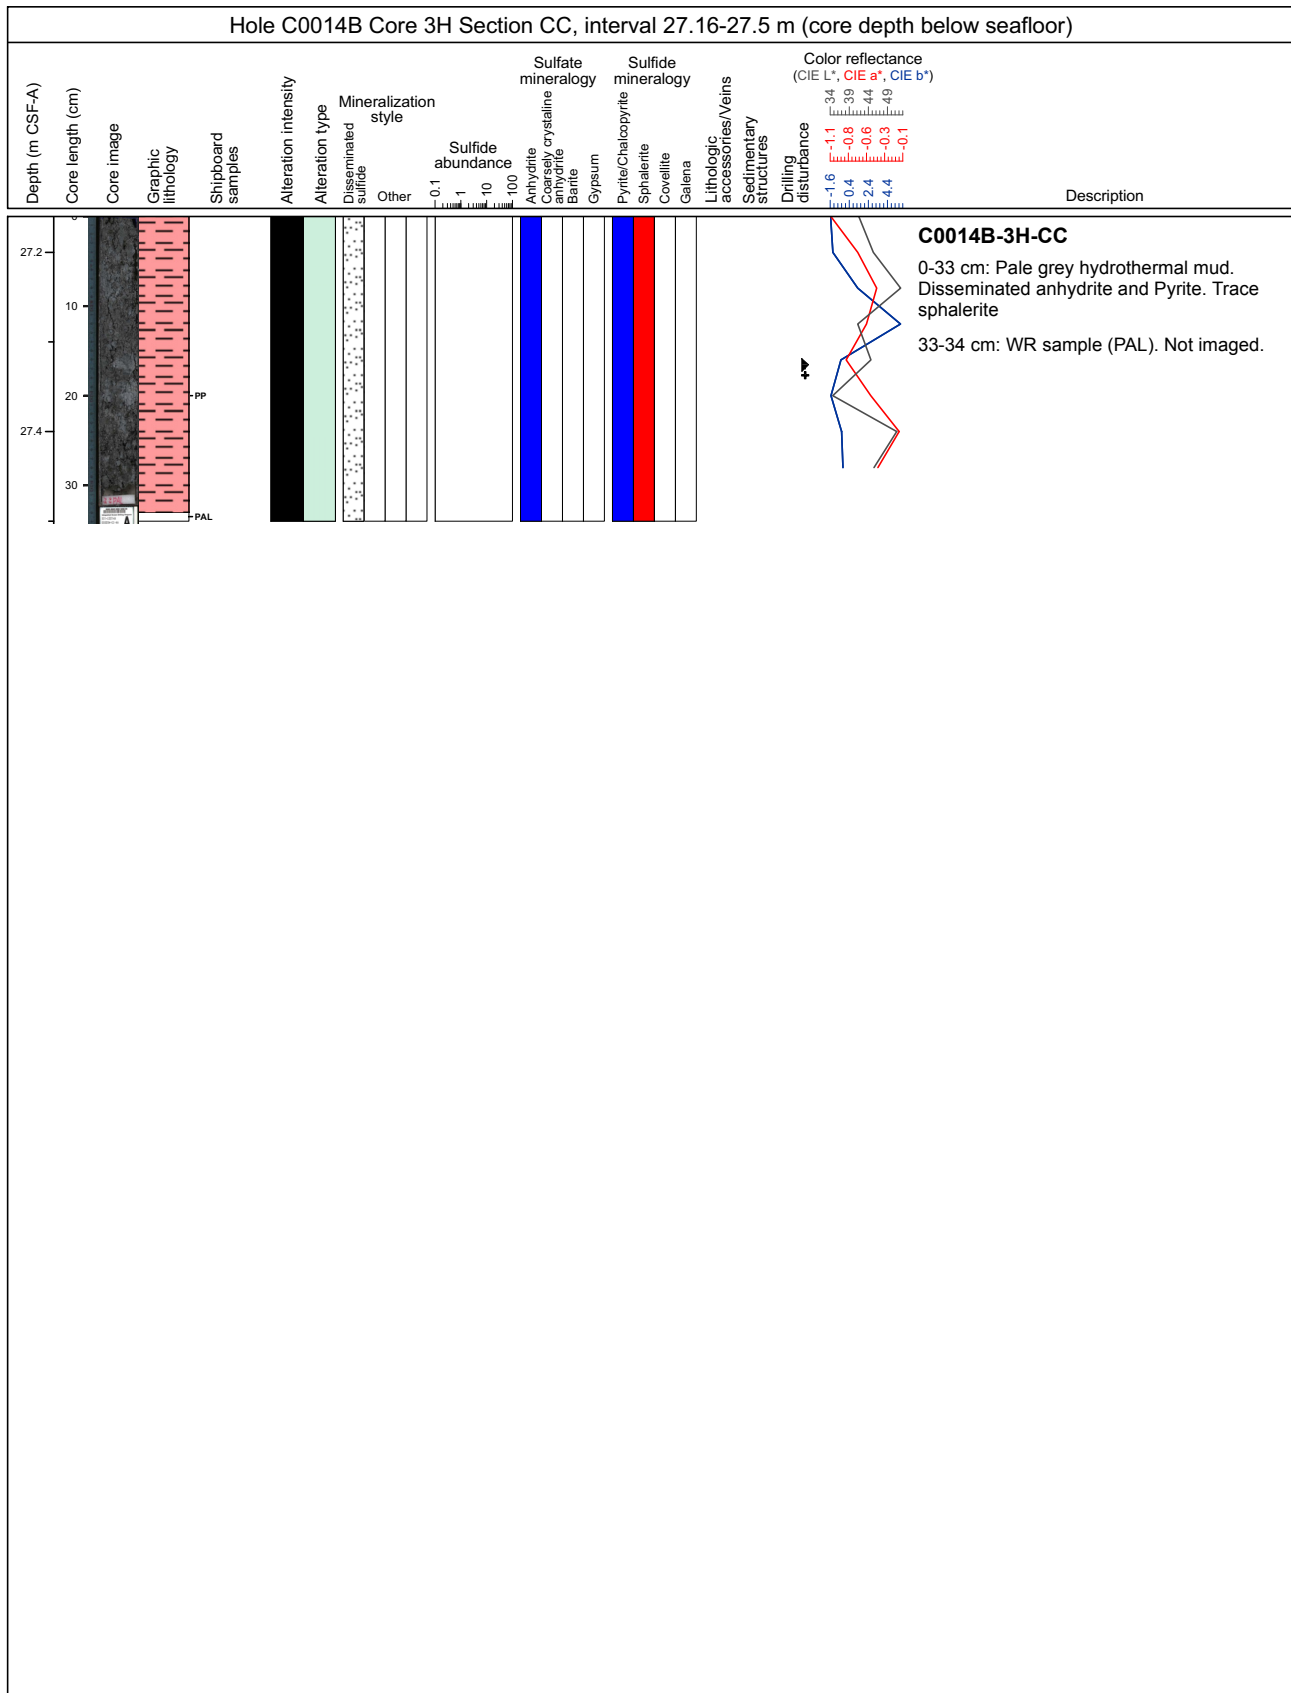 Hole C0014B Core 3H Section CC, interval 27.16-27.5 m (core depth below seafloor)
Depth (m CSF-A)
Core length (cm)
Core image
Graphic
lithology
Shipboard
samples
Alteration intensity
Alteration type
Mineralization
style
Disseminated
sulfide
Other
Sulfide
abundance
0.1
1
10
100
Sulfate
mineralogy
Anhydrite
Coarsely crystaline
anhydrite
Barite
Gypsum
Sulfide
mineralogy
Pyrite/Chalcopyrite
Sphalerite
Covellite
Galena
Lithologic
accessories/Veins
Sedimentary
structures
Drilling
disturbance
Color reflectance
(CIE L*, CIE a*, CIE b*)
34 39 44 49
-1.1 -0.8 -0.6 -0.3 -0.1
-1.6 0.4 2.4 4.4
Description
27.2
27.4
0
10
20
30
PP
PAL
C0014B-3H-CC
0-33 cm: Pale grey hydrothermal mud.
Disseminated anhydrite and Pyrite. Trace
sphalerite
33-34 cm: WR sample (PAL). Not imaged.